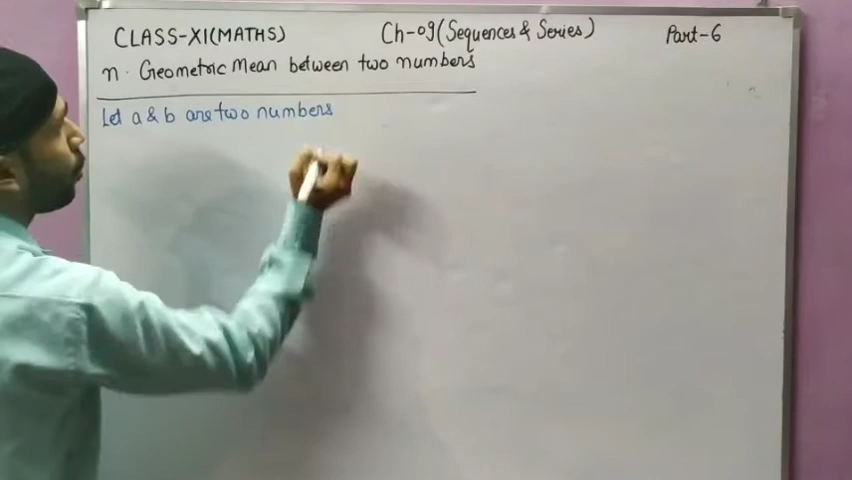 CLASS-XI(MATHS) Ch-09(Sequences & Series) Part-6
n. Geometric Mean between two numbers
Let a & b are two numbers